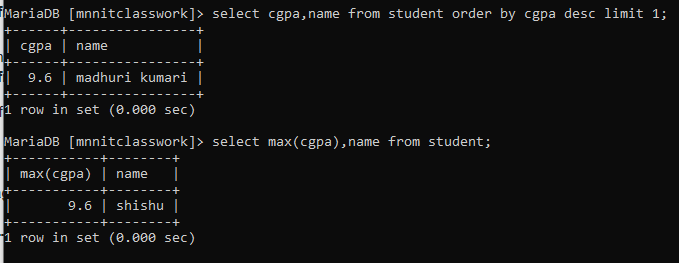 MariaDB [mnnitclasswork]> select cgpa,name from student order by cgpa desc limit 1;
+------+----------------+
| cgpa | name           |
+------+----------------+
|  9.6 | madhuri kumari |
+------+----------------+
1 row in set (0.000 sec)
MariaDB [mnnitclasswork]> select max(cgpa),name from student;
+-----------+--------+
| max(cgpa) | name   |
+-----------+--------+
|       9.6 | shishu |
+-----------+--------+
1 row in set (0.000 sec)